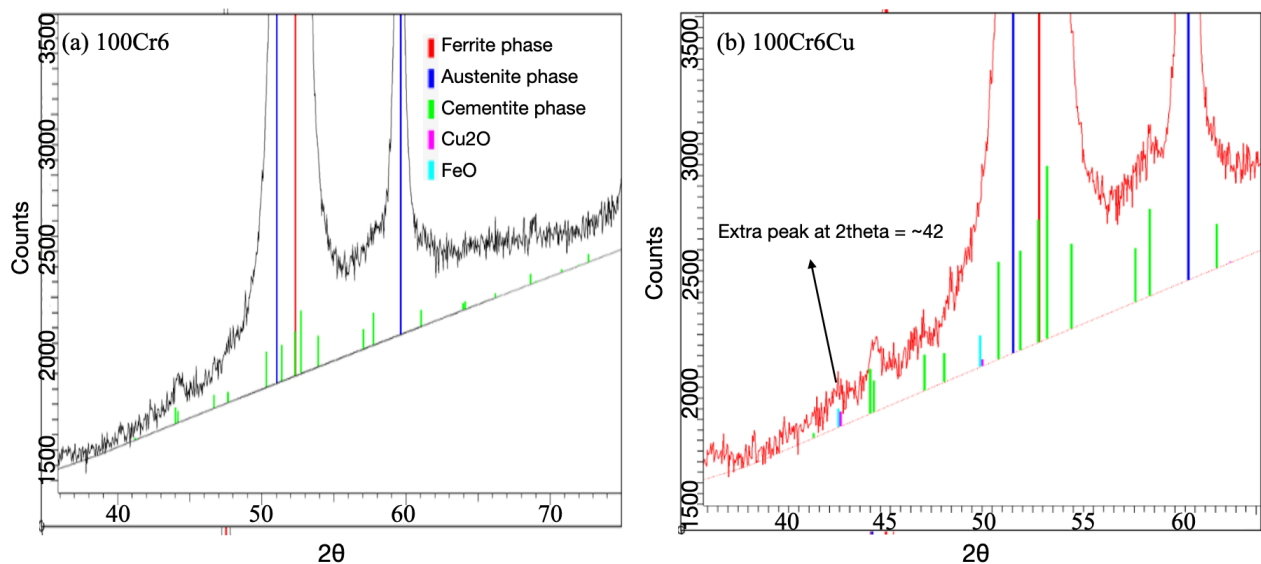 (a) 100Cr6
Ferrite phase
Austenite phase
Cementite phase
Cu2O
FeO
Counts
3500
3000
2500
2000
1500
40 50 60 70
2θ
(b) 100Cr6Cu
Extra peak at 2theta = ~42
Counts
3500
3000
2500
2000
1500
40 45 50 55 60
2θ